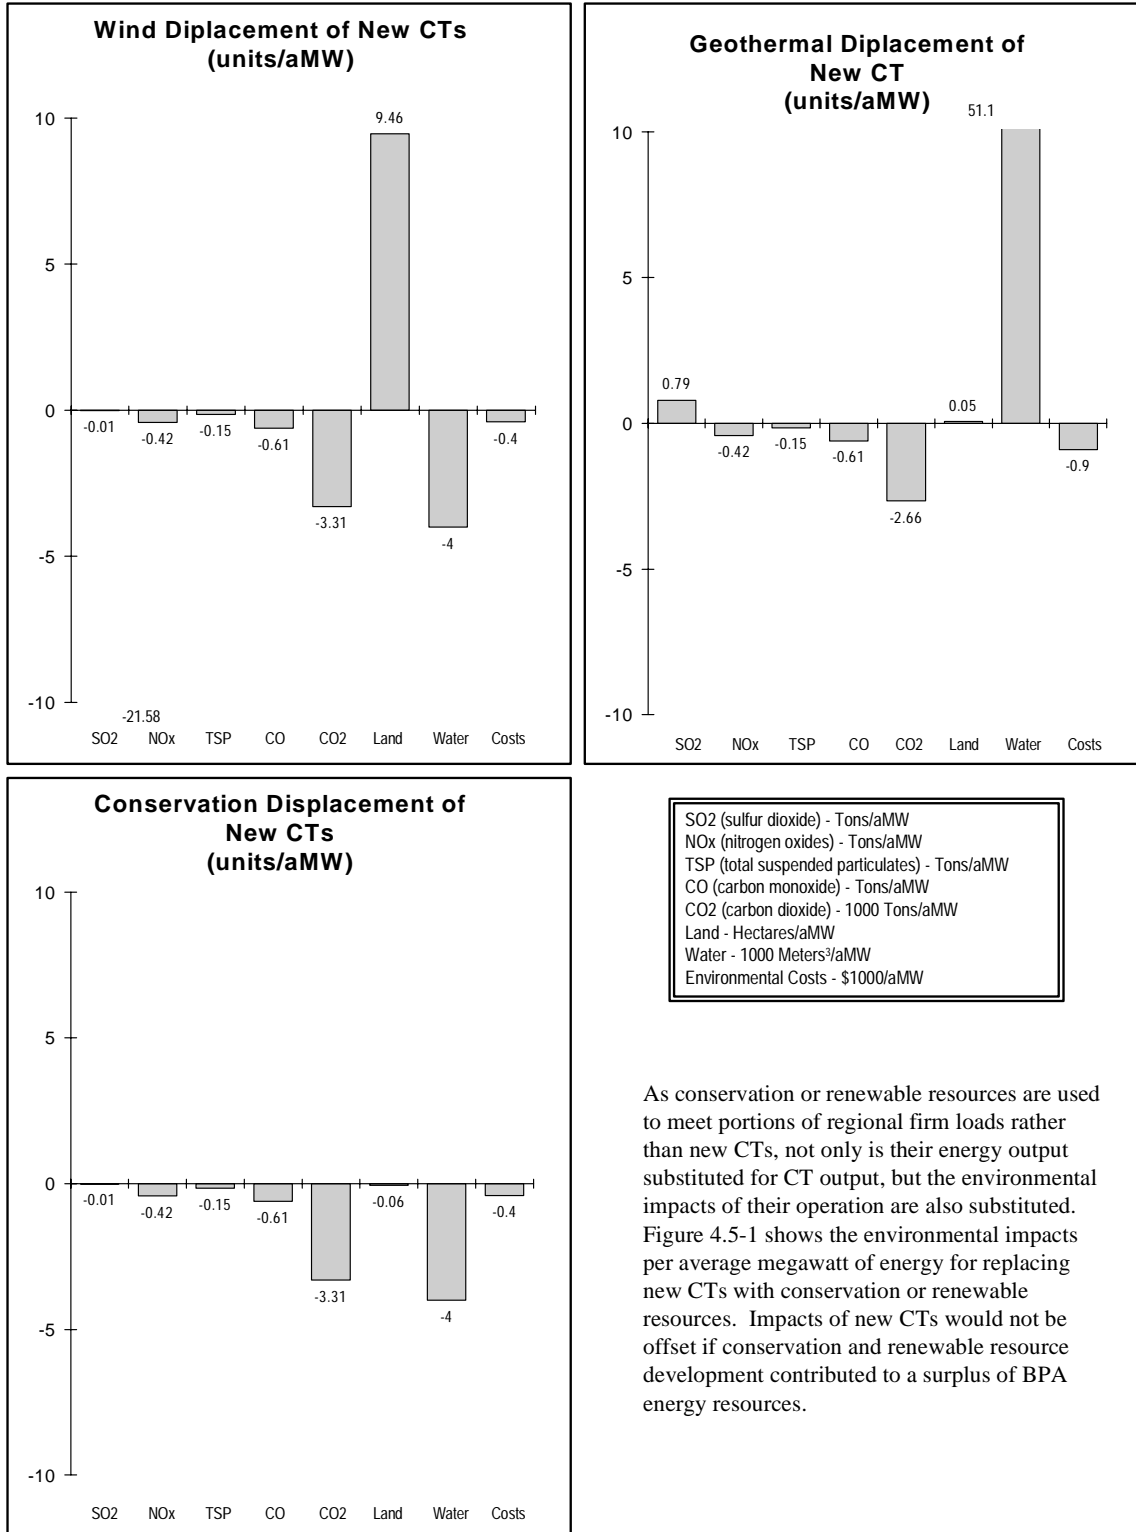 Wind Diplacement of New CTs
(units/aMW)
10
5
0
-5
-10
9.46
-0.01
-0.42
-0.15
-0.61
-3.31
-4
-0.4
-21.58
SO2 NOx TSP CO CO2 Land Water Costs
Geothermal Diplacement of
New CT
(units/aMW)
51.1
10
5
0
-5
-10
0.79
-0.42
-0.15
-0.61
-2.66
0.05
-0.9
SO2 NOx TSP CO CO2 Land Water Costs
Conservation Displacement of
New CTs
(units/aMW)
10
5
0
-5
-10
-0.01
-0.42
-0.15
-0.61
-3.31
-0.06
-4
-0.4
SO2 NOx TSP CO CO2 Land Water Costs
SO2 (sulfur dioxide) - Tons/aMW
NOx (nitrogen oxides) - Tons/aMW
TSP (total suspended particulates) - Tons/aMW
CO (carbon monoxide) - Tons/aMW
CO2 (carbon dioxide) - 1000 Tons/aMW
Land - Hectares/aMW
Water - 1000 Meters³/aMW
Environmental Costs - $1000/aMW
As conservation or renewable resources are used
to meet portions of regional firm loads rather
than new CTs, not only is their energy output
substituted for CT output, but the environmental
impacts of their operation are also substituted.
Figure 4.5-1 shows the environmental impacts
per average megawatt of energy for replacing
new CTs with conservation or renewable
resources.  Impacts of new CTs would not be
offset if conservation and renewable resource
development contributed to a surplus of BPA
energy resources.